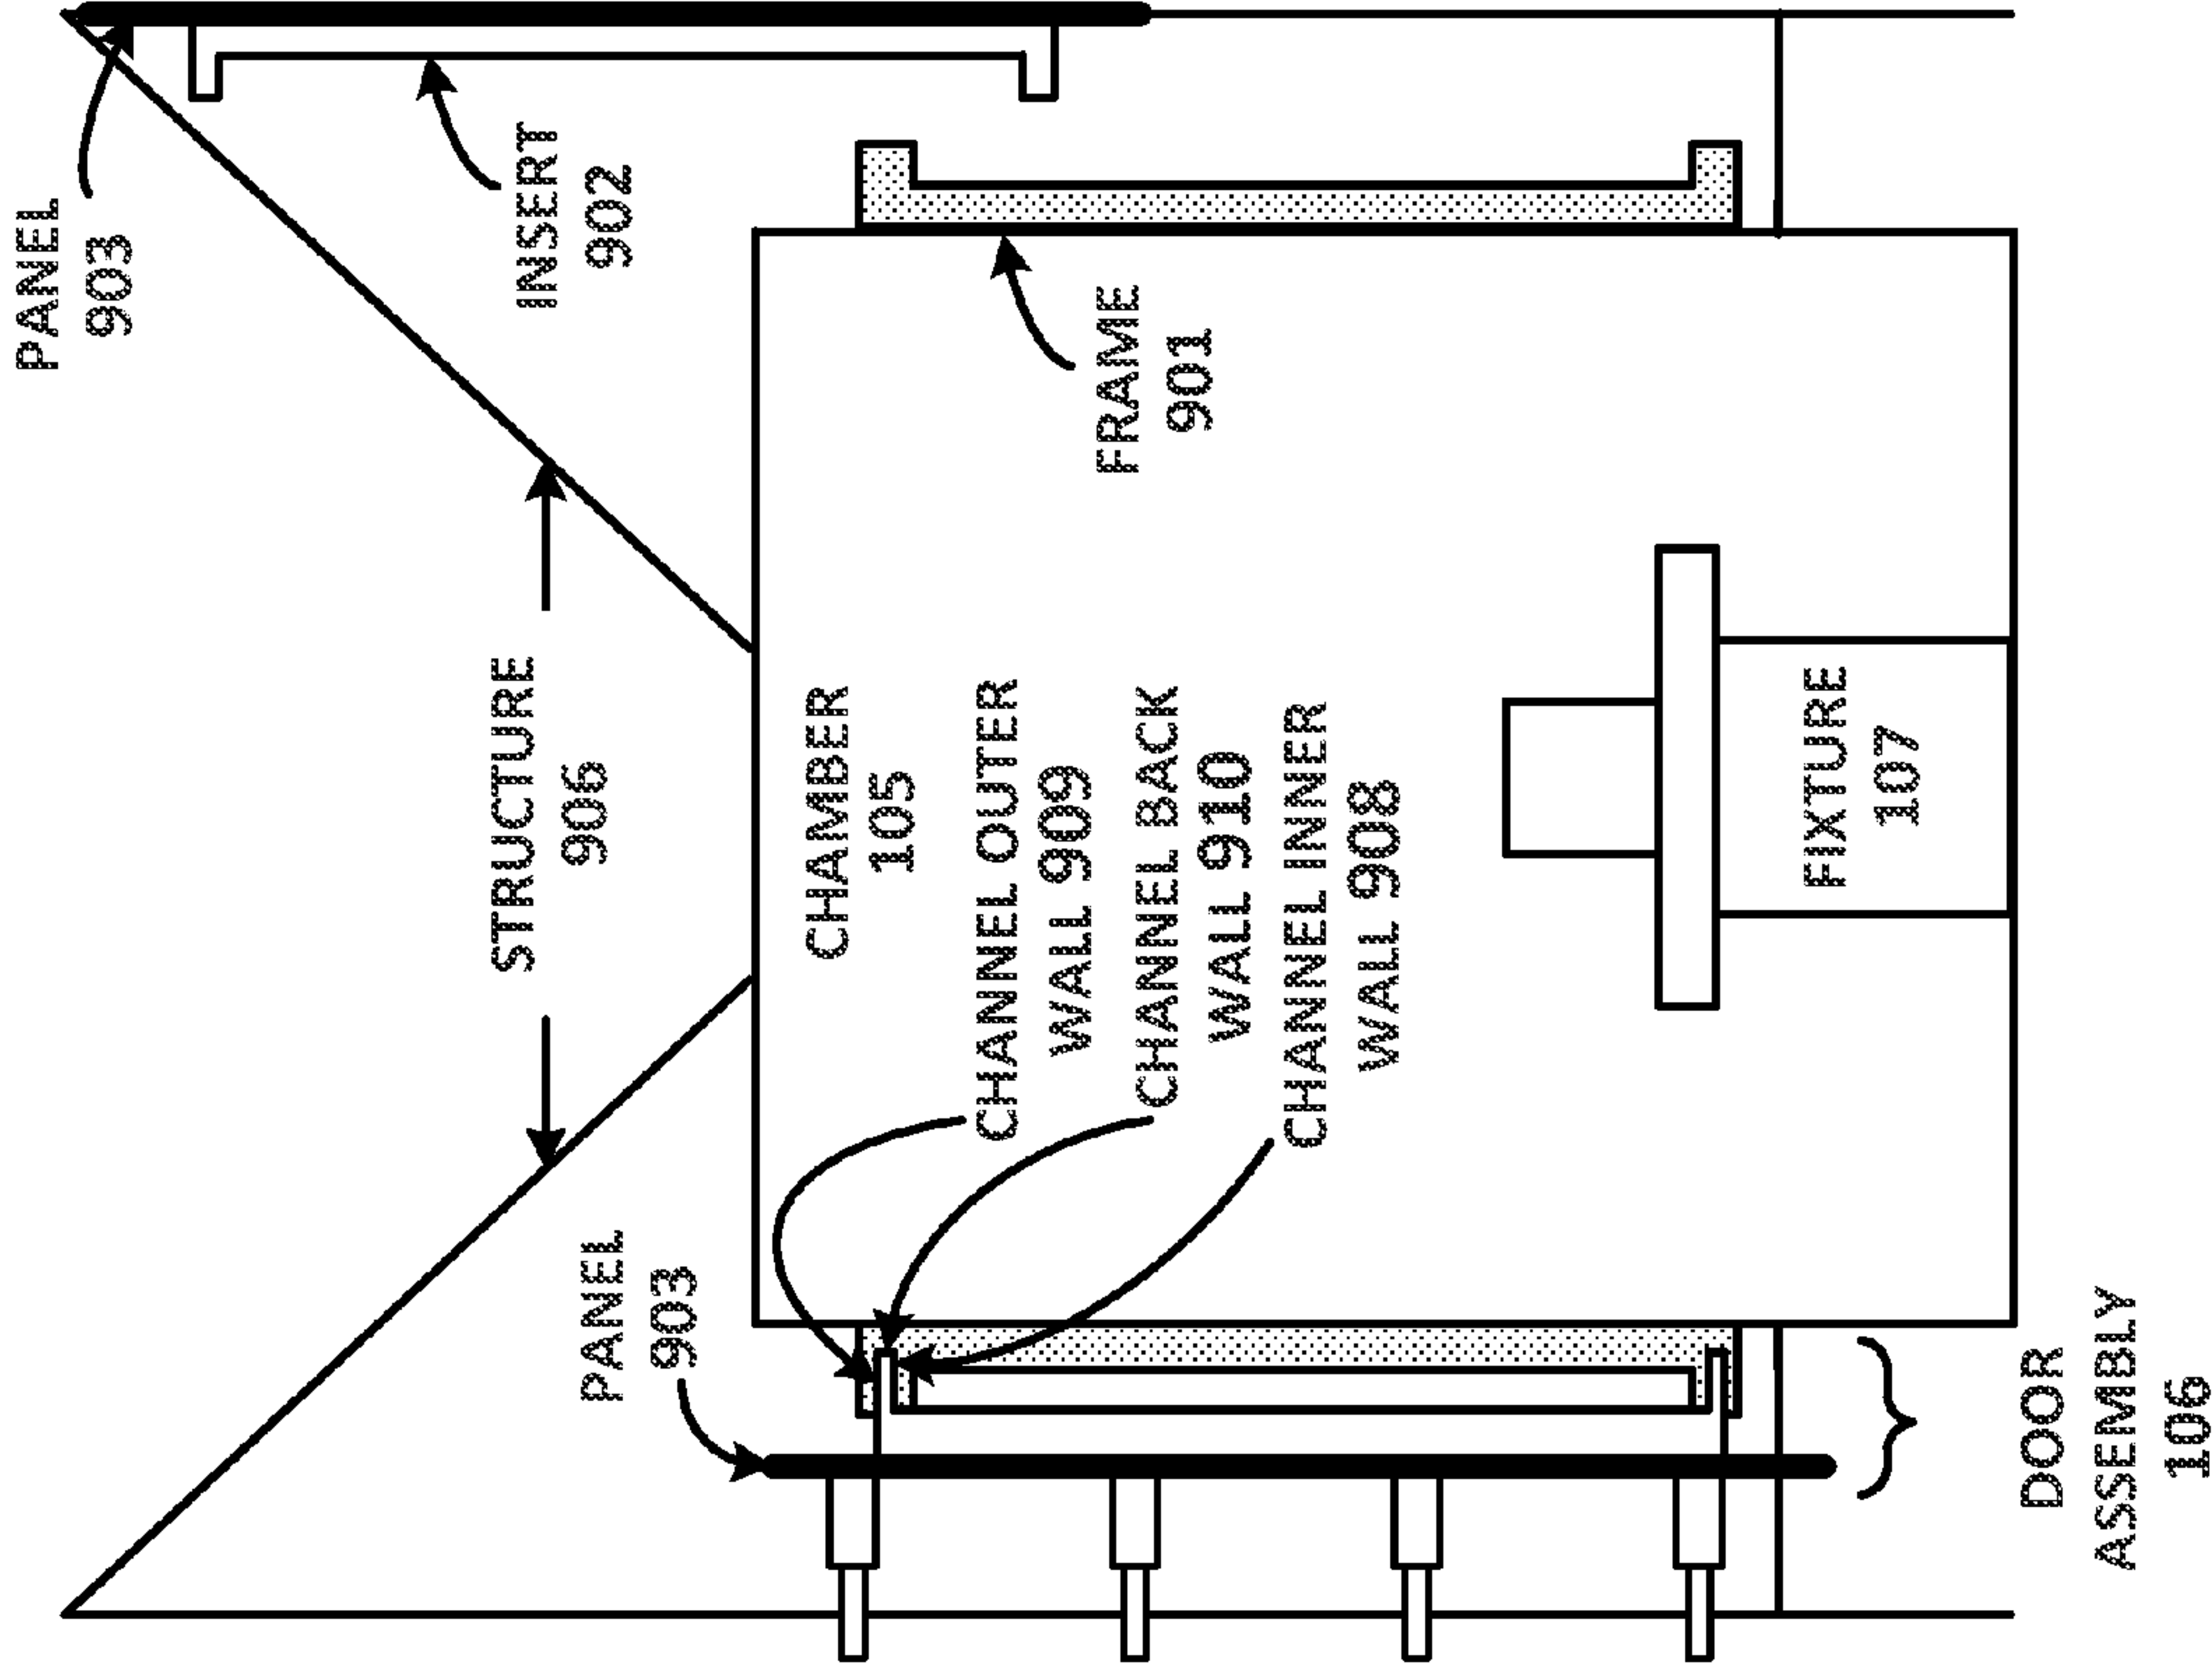 PANEL
903
INSERT
902
FRAME
901
STRUCTURE
906
CHAMBER
105
CHANNEL OUTER
WALL 909
CHANNEL BACK
WALL 910
CHANNEL INNER
WALL 908
FIXTURE
107
PANEL
903
DOOR
ASSEMBLY
106